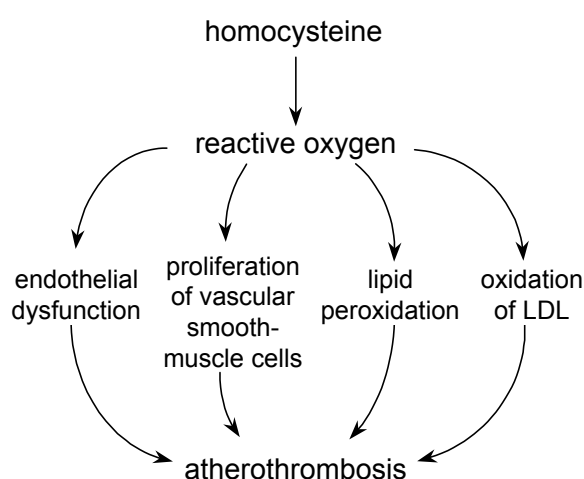 homocysteine
reactive oxygen
endothelial
dysfunction
proliferation
of vascular
smooth-
muscle cells
lipid
peroxidation
oxidation
of LDL
atherothrombosis